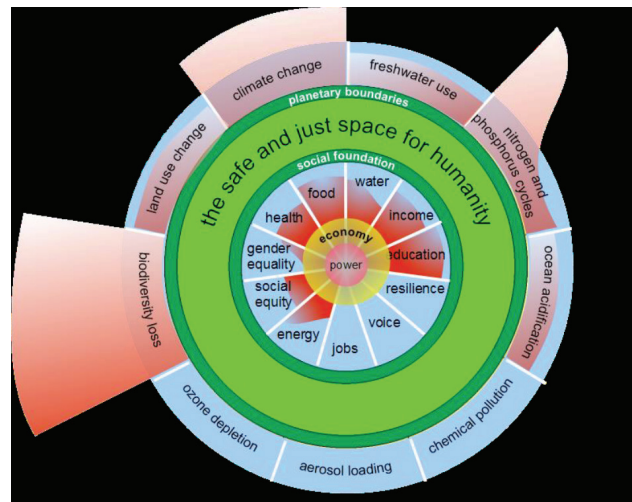 climate change
freshwater use
nitrogen and
phosphorus cycles
ocean acidification
chemical pollution
aerosol loading
ozone depletion
biodiversity loss
land use change
planetary boundaries
the safe and just space for humanity
social foundation
water
income
education
resilience
voice
jobs
energy
social
equity
gender
equality
health
food
economy
power